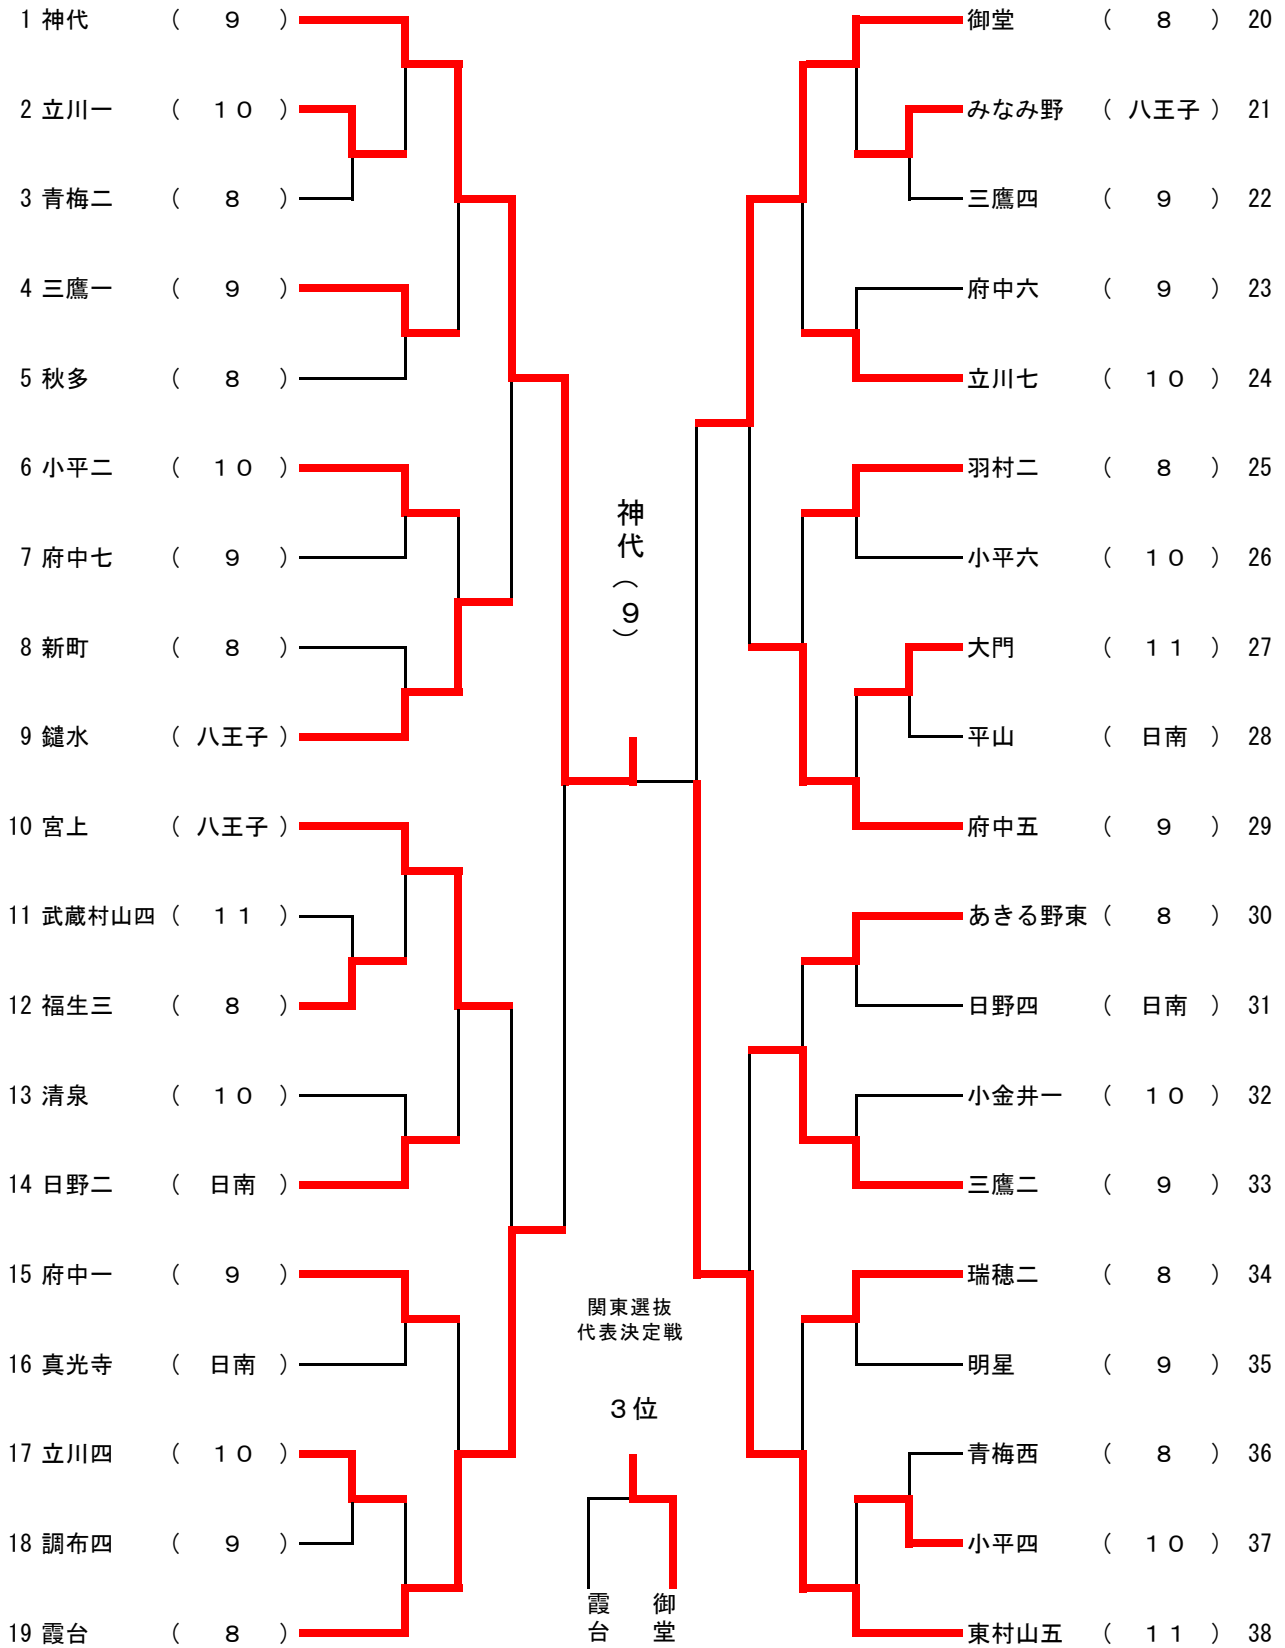 1 神代 （ ９ ）
2 立川一 （ １０ ）
3 青梅二 （ ８ ）
4 三鷹一 （ ９ ）
5 秋多 （ ８ ）
6 小平二 （ １０ ）
7 府中七 （ ９ ）
8 新町 （ ８ ）
9 鑓水 （ 八王子 ）
10 宮上 （ 八王子 ）
11 武蔵村山四 （ １１ ）
12 福生三 （ ８ ）
13 清泉 （ １０ ）
14 日野二 （ 日南 ）
15 府中一 （ ９ ）
16 真光寺 （ 日南 ）
17 立川四 （ １０ ）
18 調布四 （ ９ ）
19 霞台 （ ８ ）
神代（９）
関東選抜
代表決定戦
３位
霞台
御堂
御堂 （ ８ ） 20
みなみ野 （ 八王子 ） 21
三鷹四 （ ９ ） 22
府中六 （ ９ ） 23
立川七 （ １０ ） 24
羽村二 （ ８ ） 25
小平六 （ １０ ） 26
大門 （ １１ ） 27
平山 （ 日南 ） 28
府中五 （ ９ ） 29
あきる野東 （ ８ ） 30
日野四 （ 日南 ） 31
小金井一 （ １０ ） 32
三鷹二 （ ９ ） 33
瑞穂二 （ ８ ） 34
明星 （ ９ ） 35
青梅西 （ ８ ） 36
小平四 （ １０ ） 37
東村山五 （ １１ ） 38